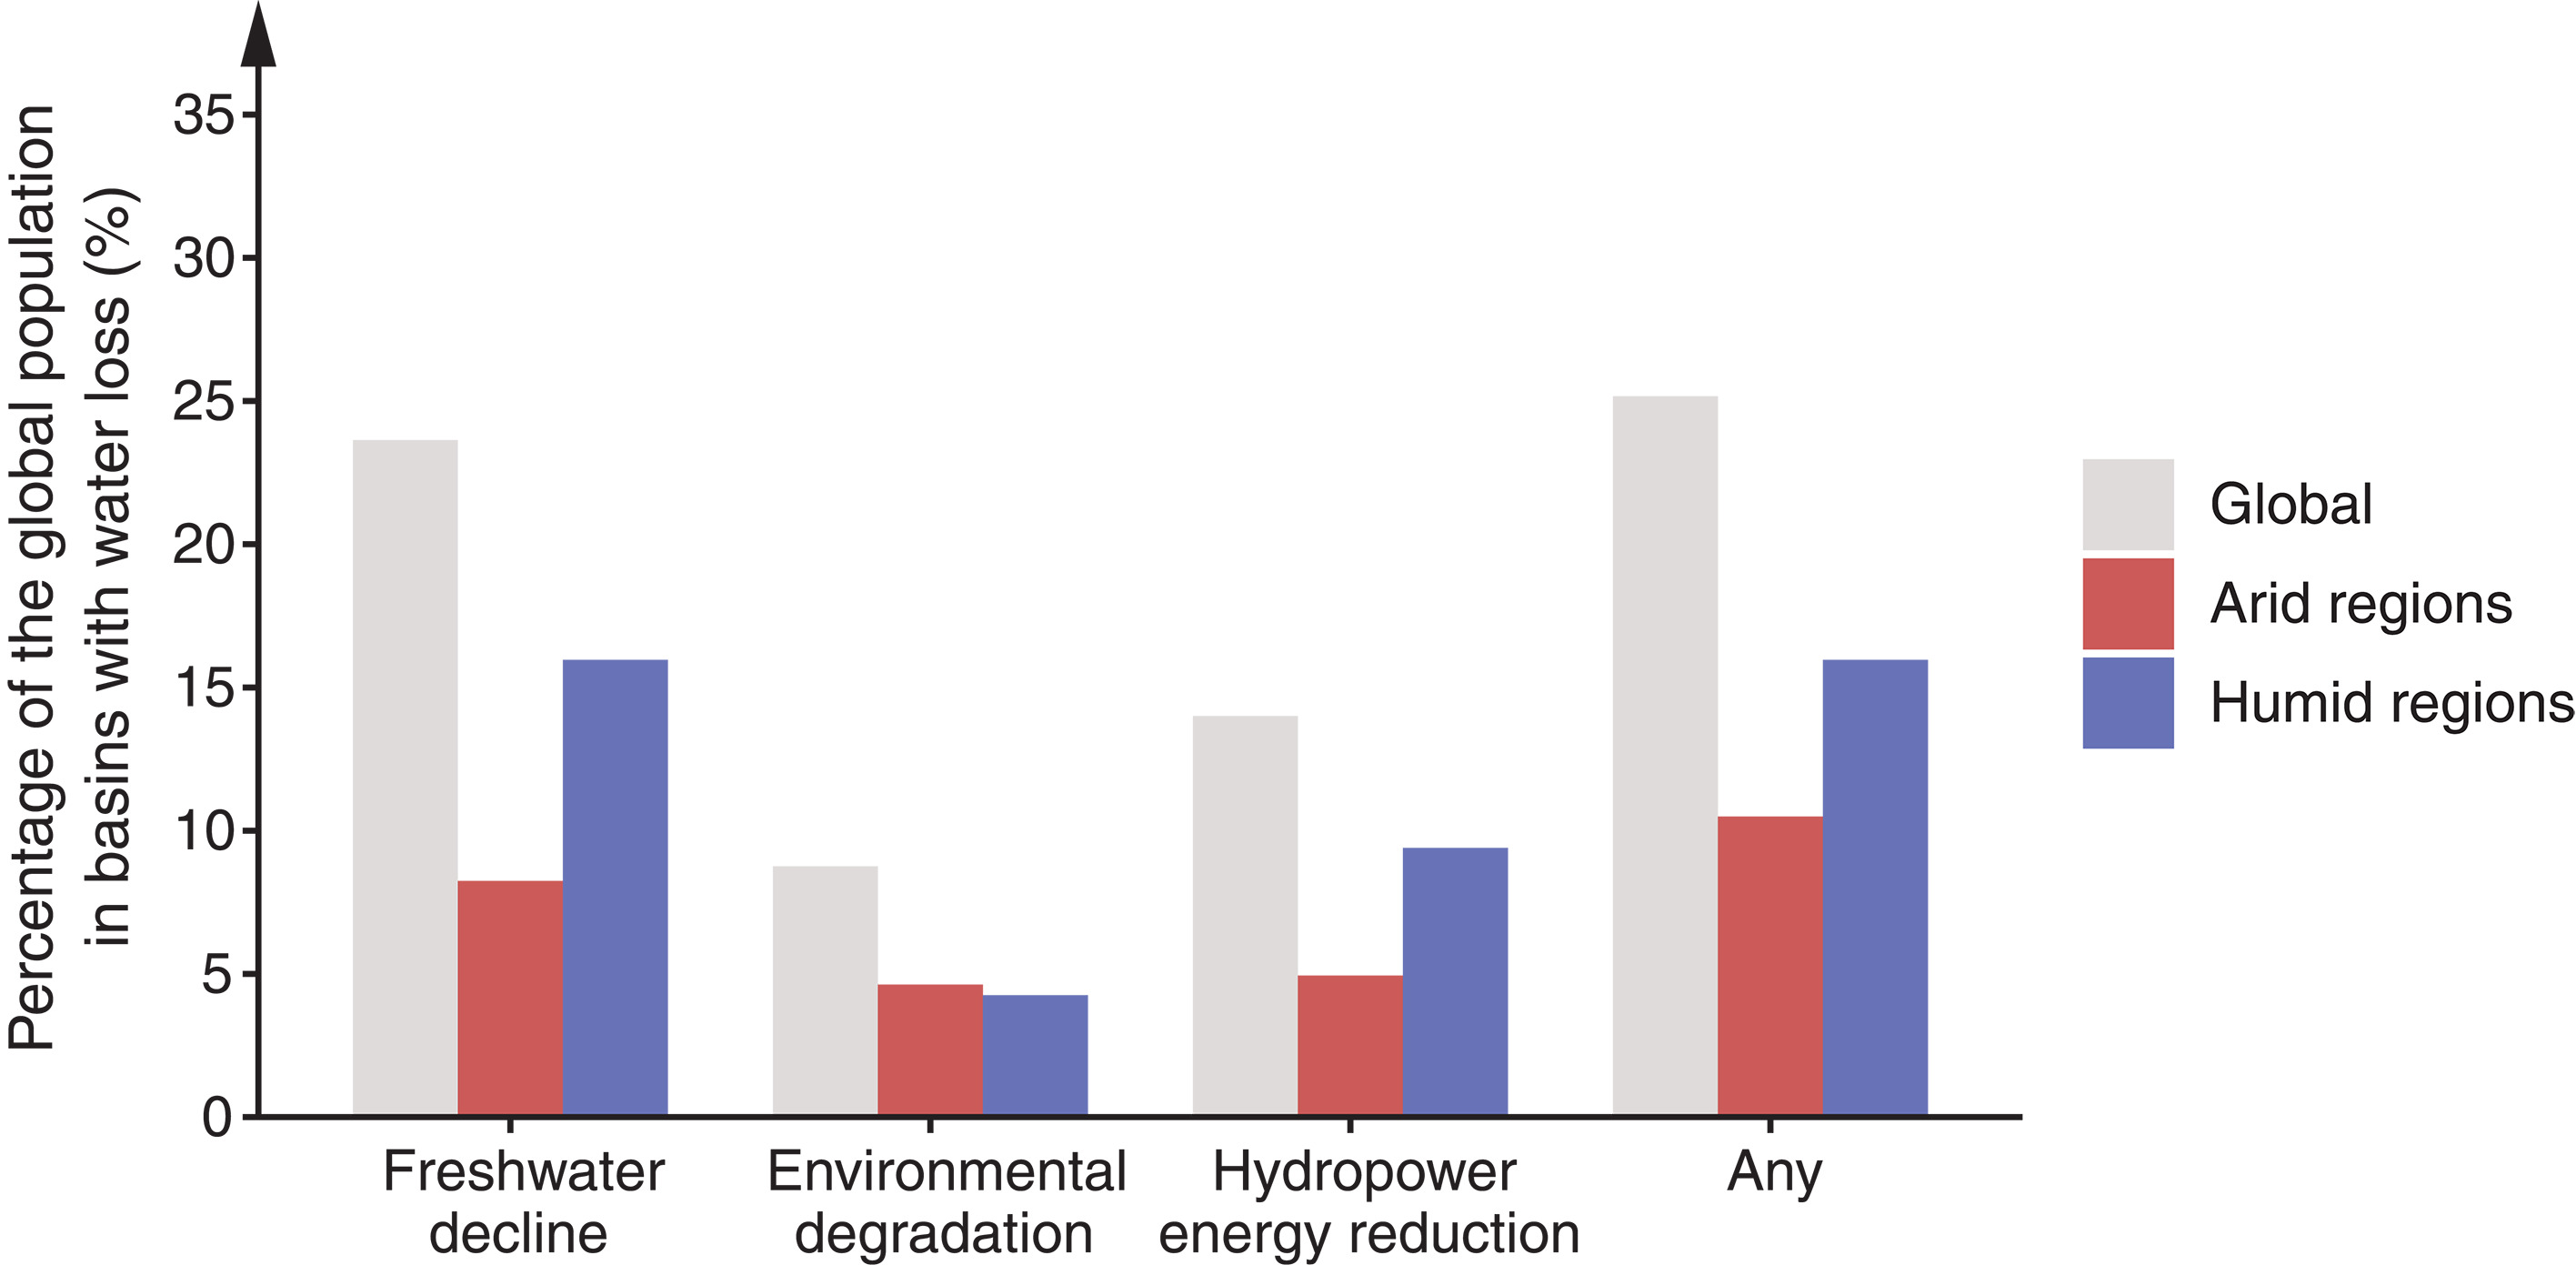 Percentage of the global population
in basins with water loss (%)
35
30
25
20
15
10
5
0
Freshwater
decline
Environmental
degradation
Hydropower
energy reduction
Any
Global
Arid regions
Humid regions